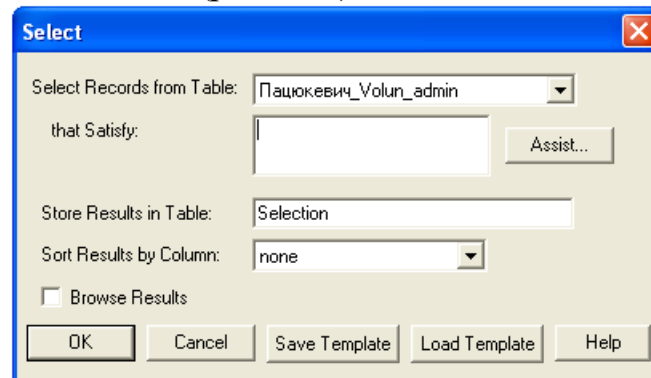 Select
Select Records from Table: Пацюкевич_Volun_admin
that Satisfy:
Assist...
Store Results in Table: Selection
Sort Results by Column: none
Browse Results
OK Cancel Save Template Load Template Help